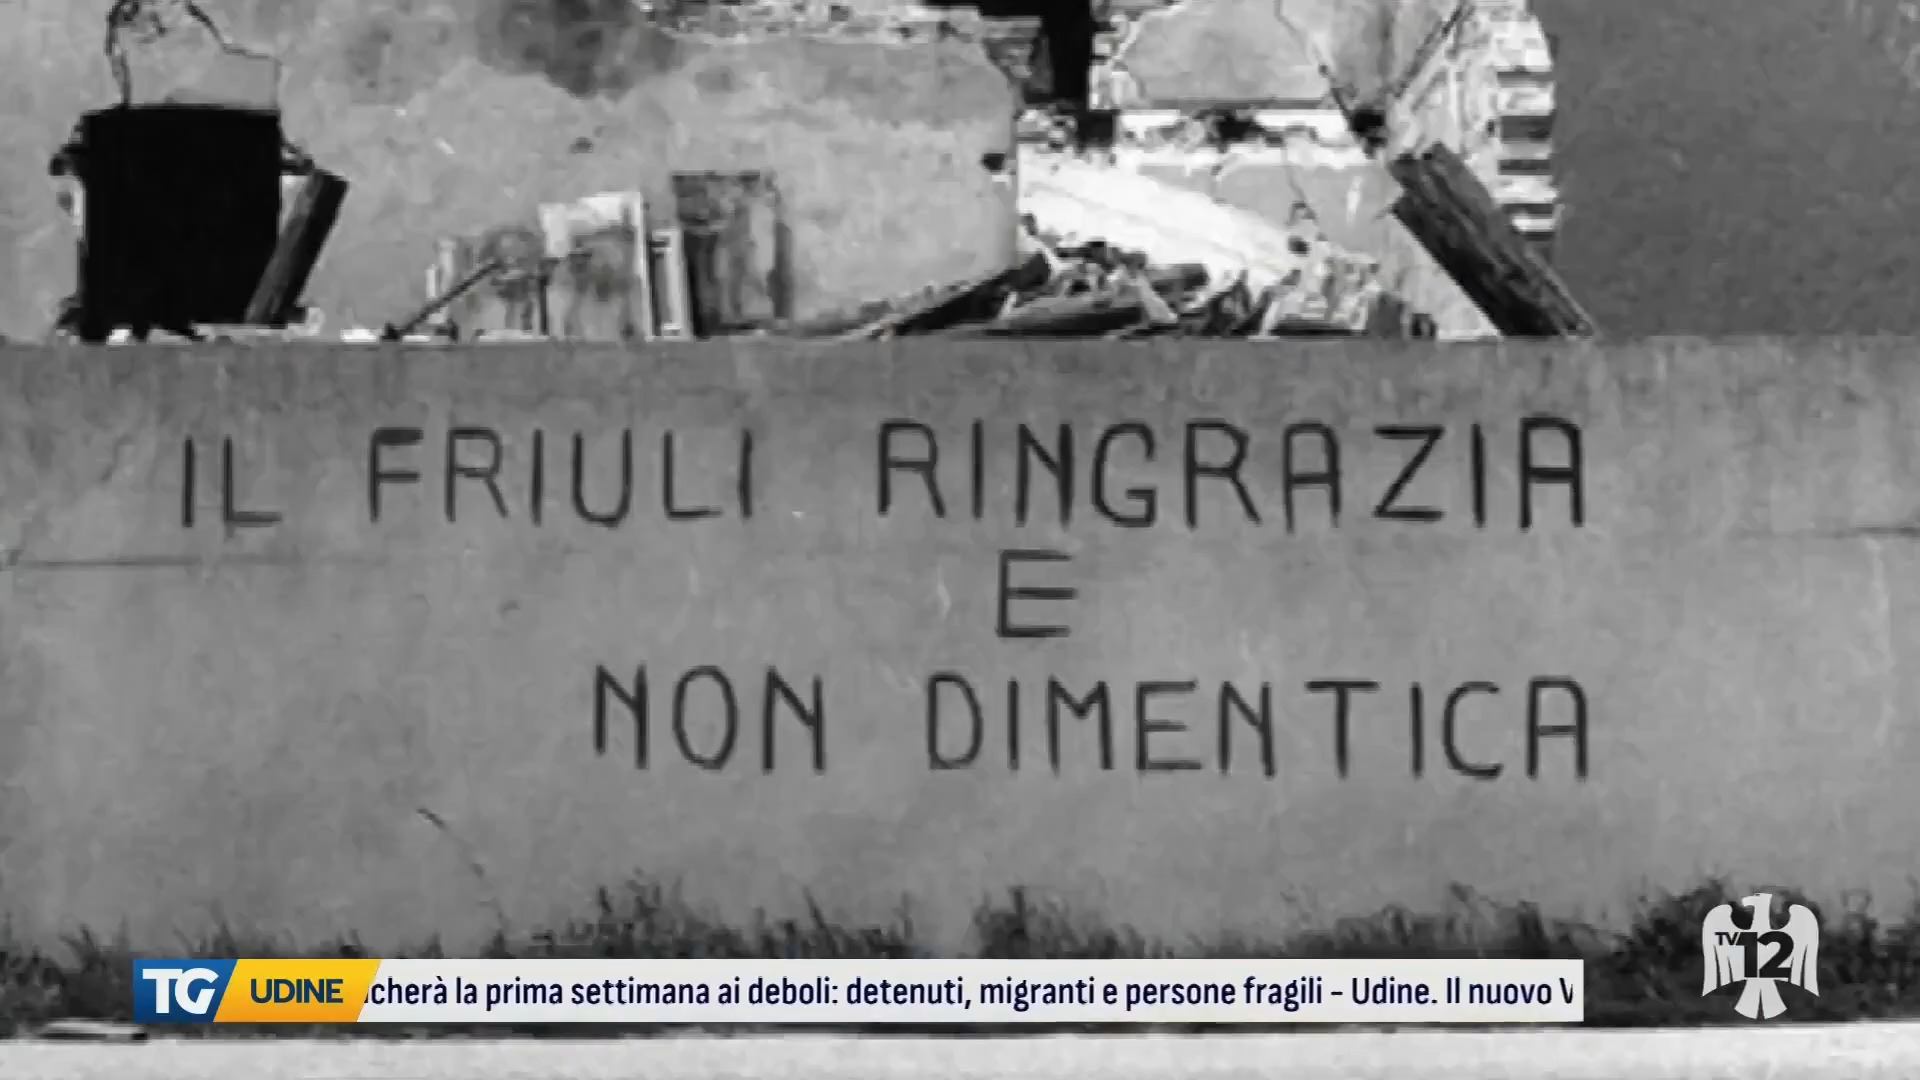 IL FRIULI RINGRAZIA
E
NON DIMENTICA
TG UDINE cherà la prima settimana ai deboli: detenuti, migranti e persone fragili - Udine. Il nuovo
TV 12